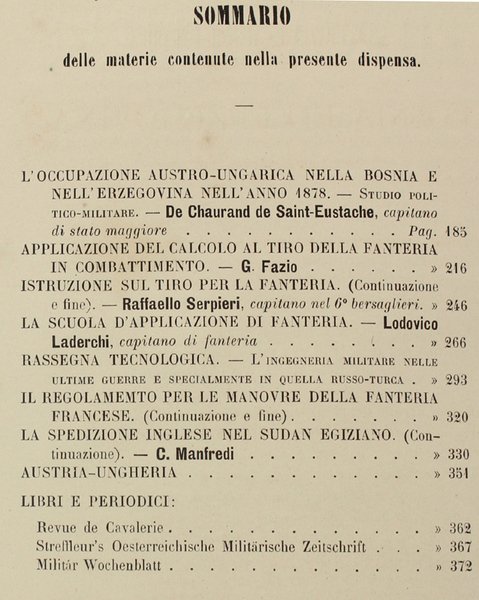 SOMMARIO
delle materie contenute nella presente dispensa.
L'OCCUPAZIONE AUSTRO-UNGARICA NELLA BOSNIA E
NELL'ERZEGOVINA NELL'ANNO 1878. — STUDIO POLI-
TICO-MILITARE. — De Chaurand de Saint-Eustache, capitano
di stato maggiore . . . . . . . . . . . Pag. 185
APPLICAZIONE DEL CALCOLO AL TIRO DELLA FANTERIA
IN COMBATTIMENTO. — G. Fazio . . . . . . » 216
ISTRUZIONE SUL TIRO PER LA FANTERIA. (Continuazione
e fine). — Raffaello Serpieri, capitano nel 6º bersaglieri. » 246
LA SCUOLA D'APPLICAZIONE DI FANTERIA. — Lodovico
Laderchi, capitano di fanteria . . . . . . . . » 266
RASSEGNA TECNOLOGICA. — L'INGEGNERIA MILITARE NELLE
ULTIME GUERRE E SPECIALMENTE IN QUELLA RUSSO-TURCA . . » 293
IL REGOLAMEMTO PER LE MANOVRE DELLA FANTERIA
FRANCESE. (Continuazione e fine) . . . . . . . » 320
LA SPEDIZIONE INGLESE NEL SUDAN EGIZIANO. (Con-
tinuazione). — C. Manfredi . . . . . . . . . » 330
AUSTRIA-UNGHERIA . . . . . . . . . . . . » 351
LIBRI E PERIODICI:
Revue de Cavalerie . . . . . . . . . . . . . » 362
Streffleur's Oesterreichische Militärische Zeitschrift . . . » 367
Militär Wochenblatt . . . . . . . . . . . . . » 372